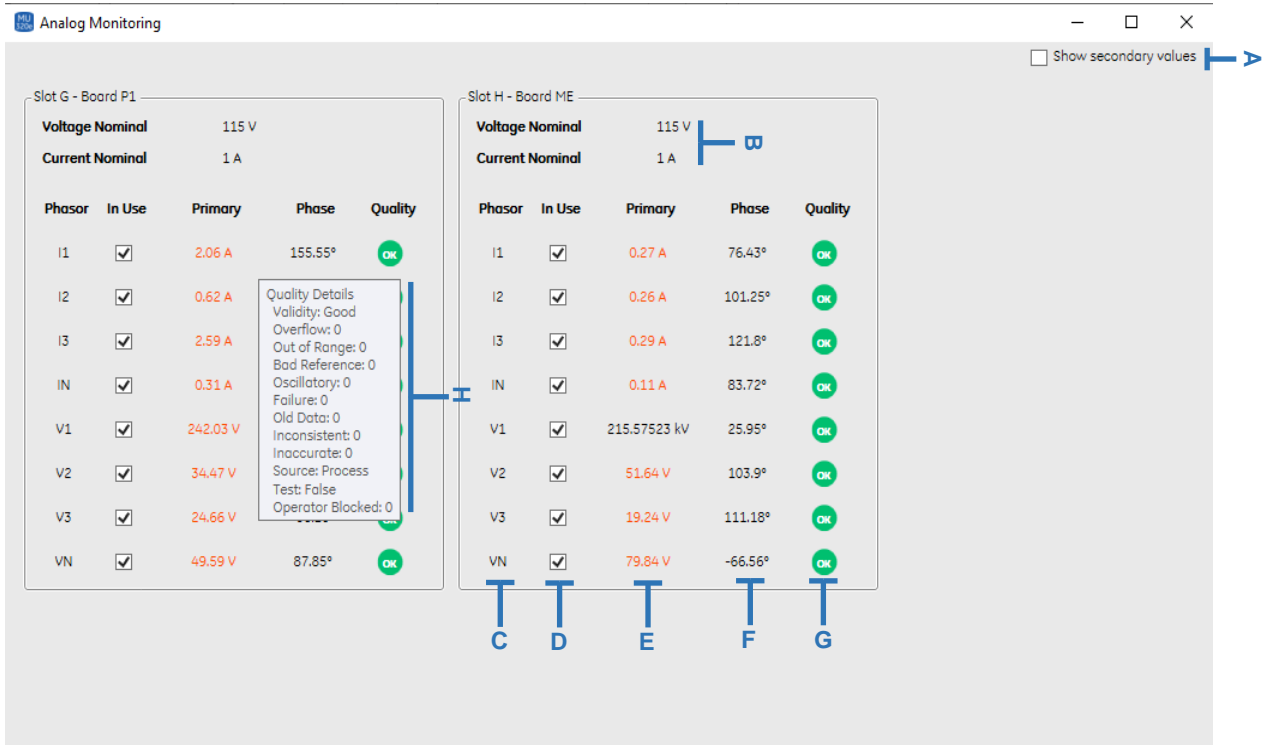 MU 320e Analog Monitoring
Show secondary values A
Slot G - Board P1
Voltage Nominal 115 V
Current Nominal 1 A
Phasor In Use Primary Phase Quality
I1 2.06 A 155.55° OK
I2 0.62 A
I3 2.59 A
IN 0.31 A
V1 242.03 V
V2 34.47 V
V3 24.66 V
VN 49.59 V 87.85° OK
Quality Details
Validity: Good
Overflow: 0
Out of Range: 0
Bad Reference: 0
Oscillatory: 0
Failure: 0
Old Data: 0
Inconsistent: 0
Inaccurate: 0
Source: Process
Test: False
Operator Blocked: 0
H
Slot H - Board ME
Voltage Nominal 115 V
Current Nominal 1 A
B
Phasor In Use Primary Phase Quality
I1 0.27 A 76.43° OK
I2 0.26 A 101.25° OK
I3 0.29 A 121.8° OK
IN 0.11 A 83.72° OK
V1 215.57523 kV 25.95° OK
V2 51.64 V 103.9° OK
V3 19.24 V 111.18° OK
VN 79.84 V -66.56° OK
C D E F G